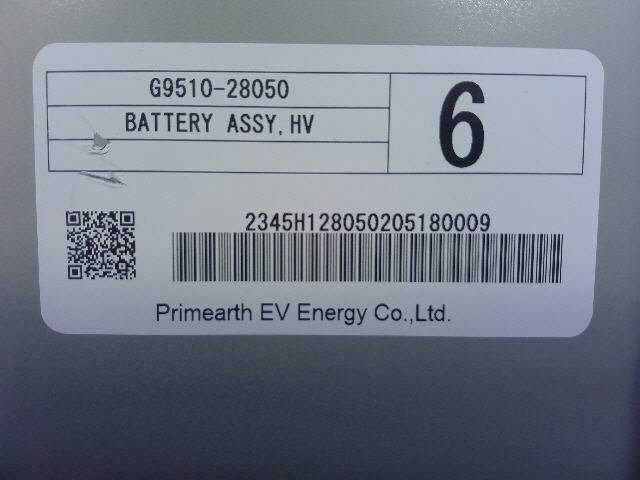 G9510-28050
BATTERY ASSY,HV
6
2345H128050205180009
Primearth EV Energy Co.,Ltd.